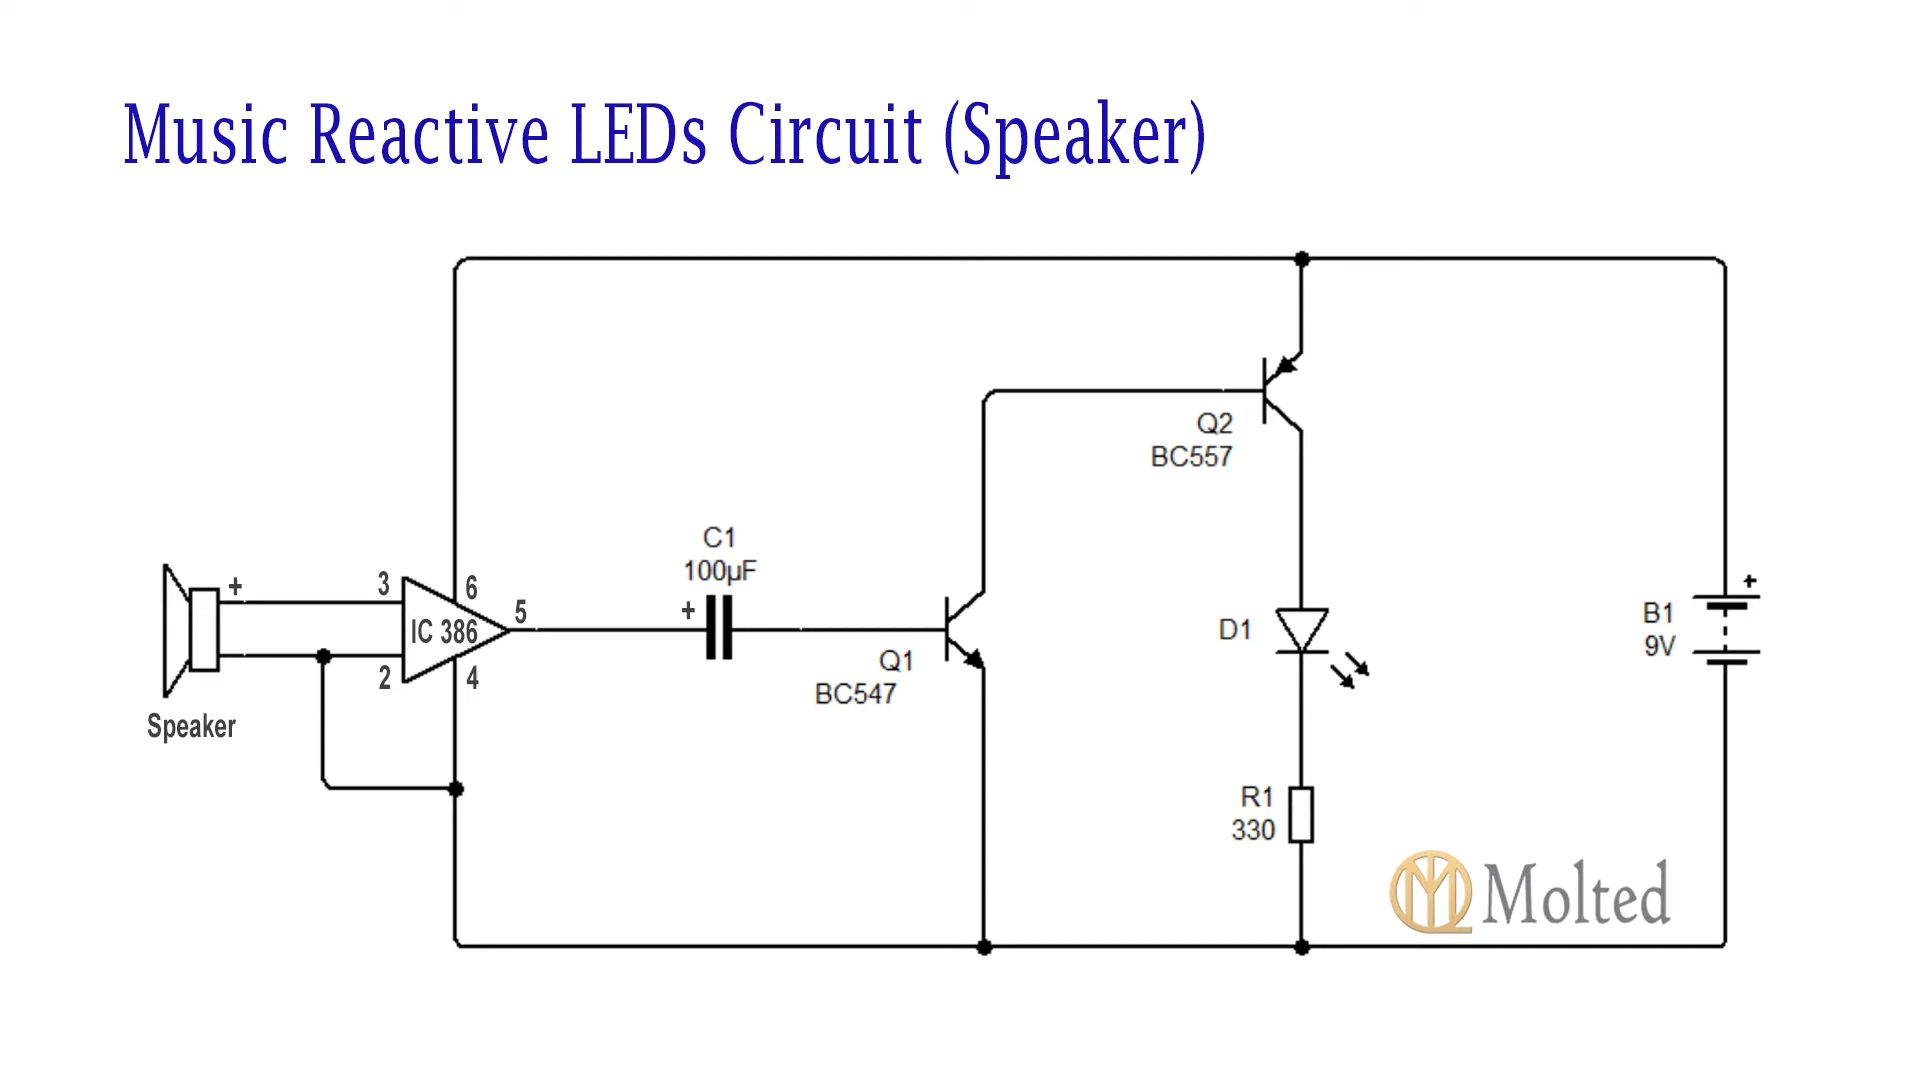 Music Reactive LEDs Circuit (Speaker)
C1
100µF
+
Q2
BC557
+
B1
9V
+
3
6
5
IC 386
2
4
Speaker
Q1
BC547
D1
R1
330
Molted